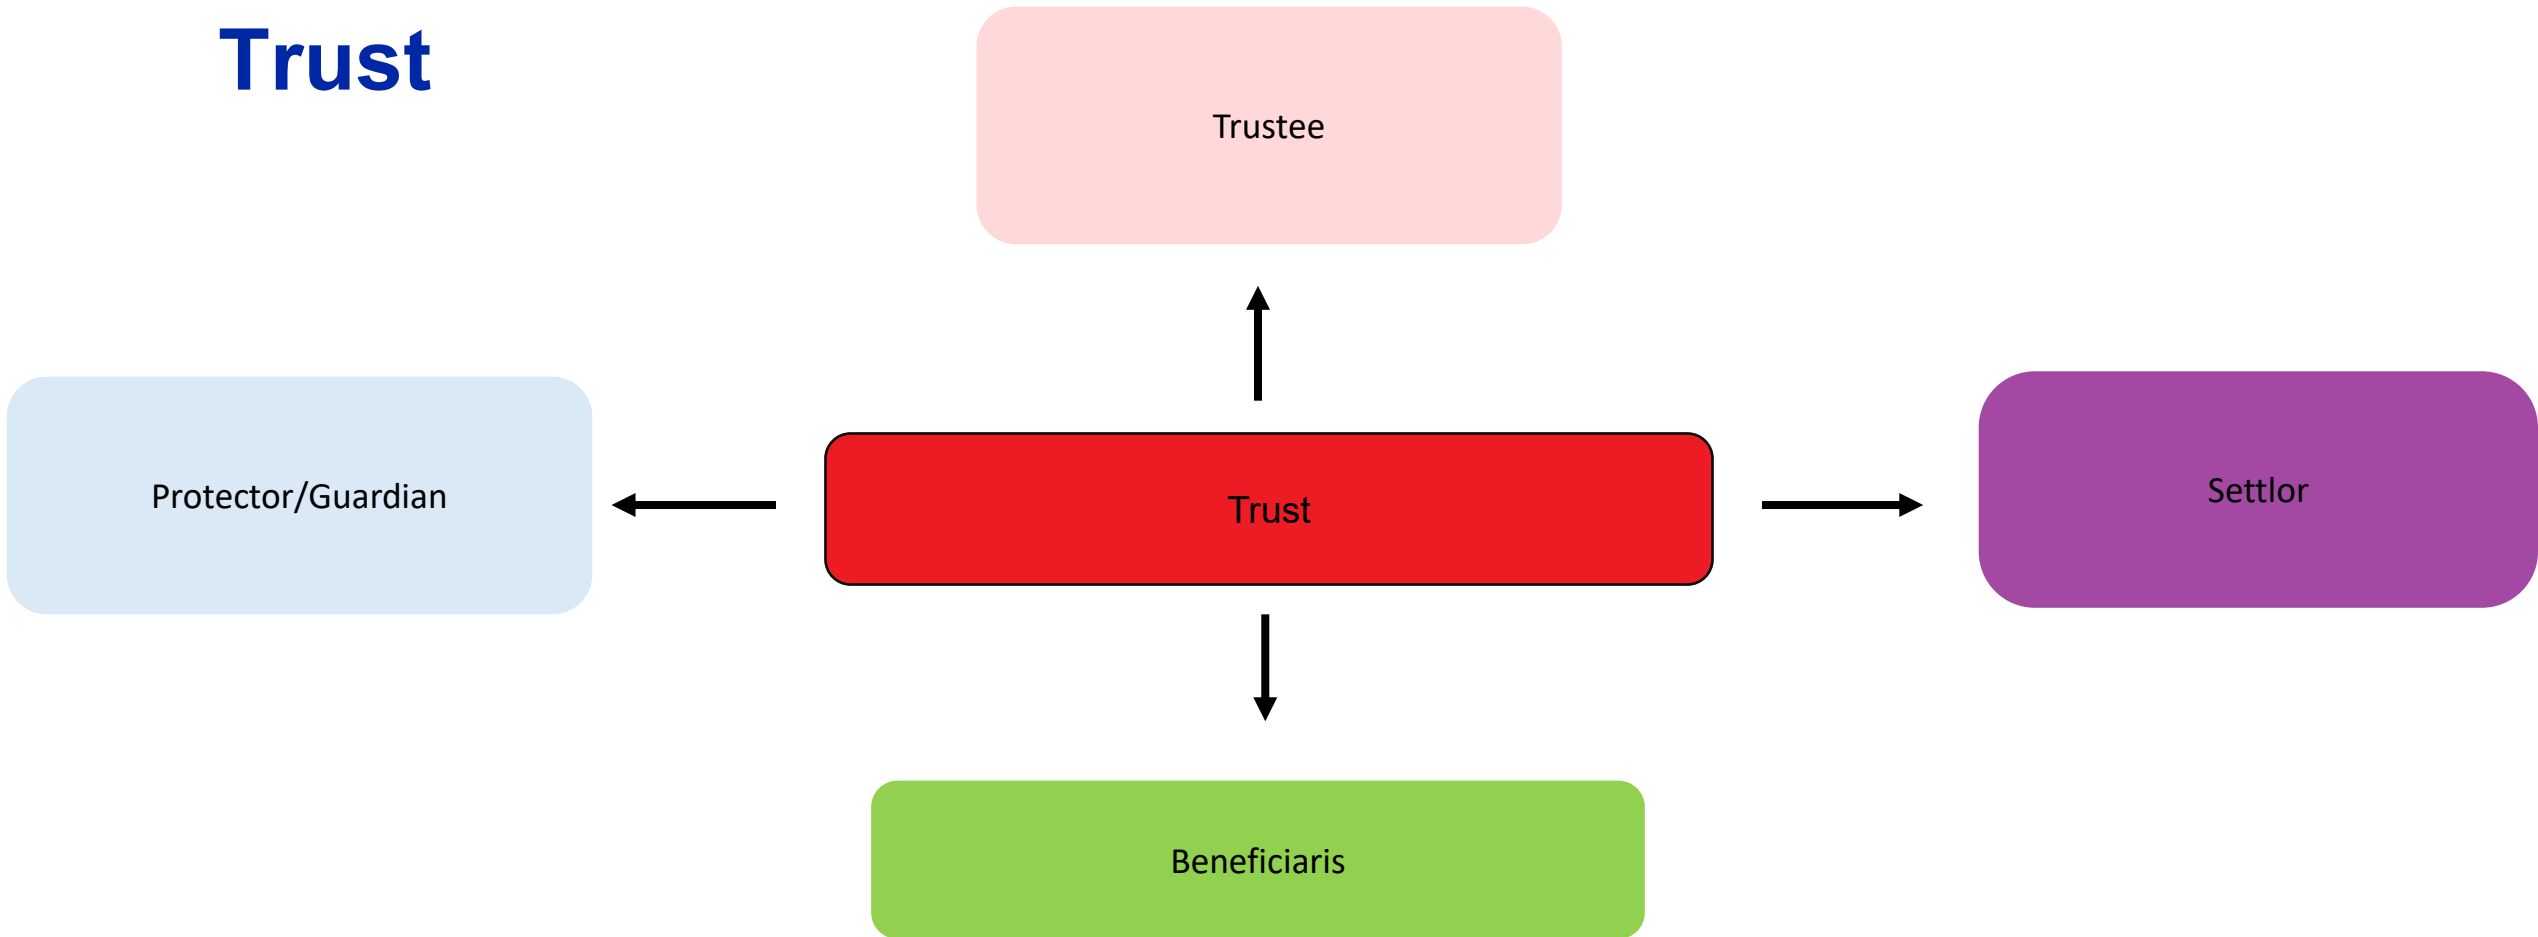 Trust
Trustee
Protector/Guardian
Trust
Settlor
Beneficiaris